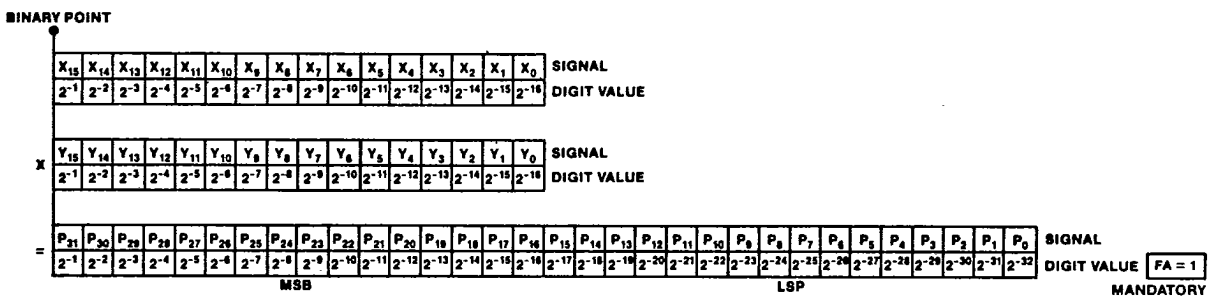 BINARY POINT
X15 X14 X13 X12 X11 X10 X9 X8 X7 X6 X5 X4 X3 X2 X1 X0 SIGNAL
2-1 2-2 2-3 2-4 2-5 2-6 2-7 2-8 2-9 2-10 2-11 2-12 2-13 2-14 2-15 2-16 DIGIT VALUE
X
Y15 Y14 Y13 Y12 Y11 Y10 Y9 Y8 Y7 Y6 Y5 Y4 Y3 Y2 Y1 Y0 SIGNAL
2-1 2-2 2-3 2-4 2-5 2-6 2-7 2-8 2-9 2-10 2-11 2-12 2-13 2-14 2-15 2-16 DIGIT VALUE
=
P31 P30 P29 P28 P27 P26 P25 P24 P23 P22 P21 P20 P19 P18 P17 P16 P15 P14 P13 P12 P11 P10 P9 P8 P7 P6 P5 P4 P3 P2 P1 P0 SIGNAL
2-1 2-2 2-3 2-4 2-5 2-6 2-7 2-8 2-9 2-10 2-11 2-12 2-13 2-14 2-15 2-16 2-17 2-18 2-19 2-20 2-21 2-22 2-23 2-24 2-25 2-26 2-27 2-28 2-29 2-30 2-31 2-32 DIGIT VALUE FA = 1
MSB LSP MANDATORY